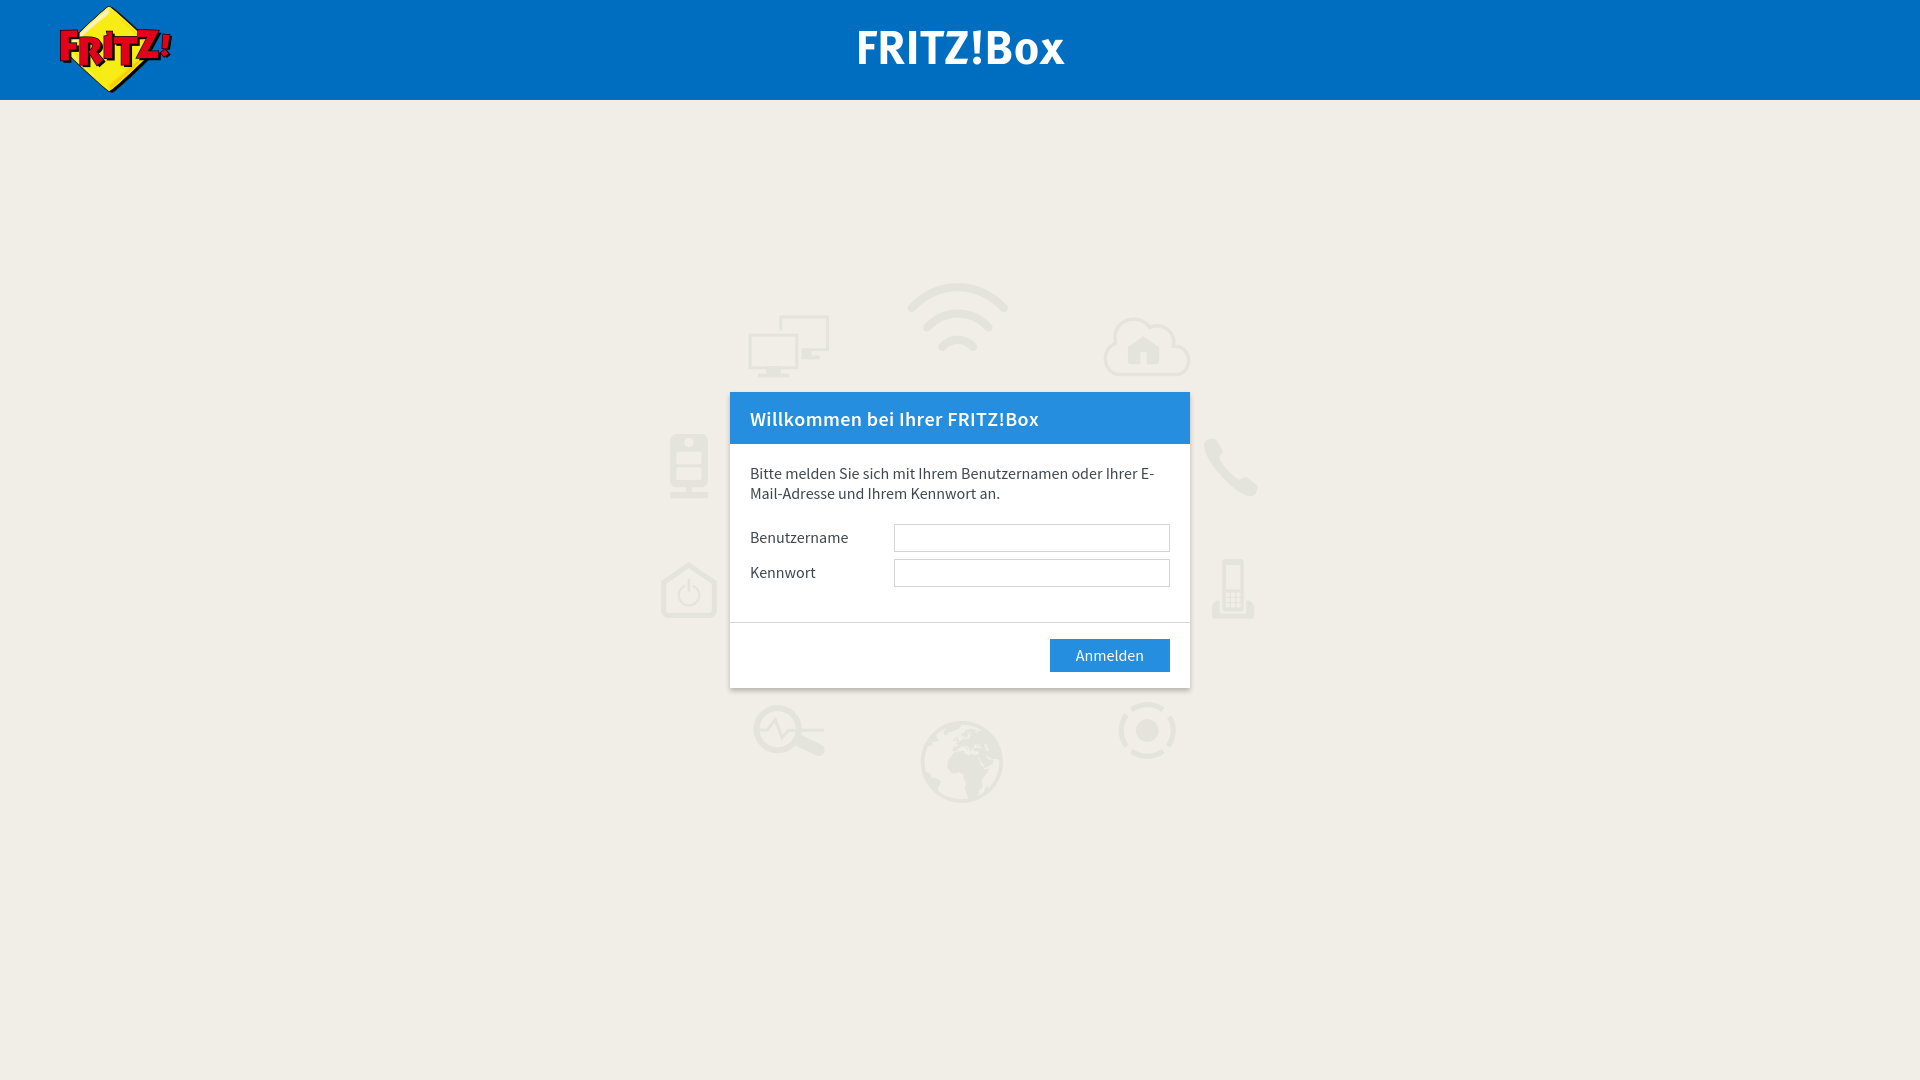 FRITZ!
FRITZ!Box
Willkommen bei Ihrer FRITZ!Box
Bitte melden Sie sich mit Ihrem Benutzernamen oder Ihrer E-
Mail-Adresse und Ihrem Kennwort an.
Benutzername
Kennwort
Anmelden